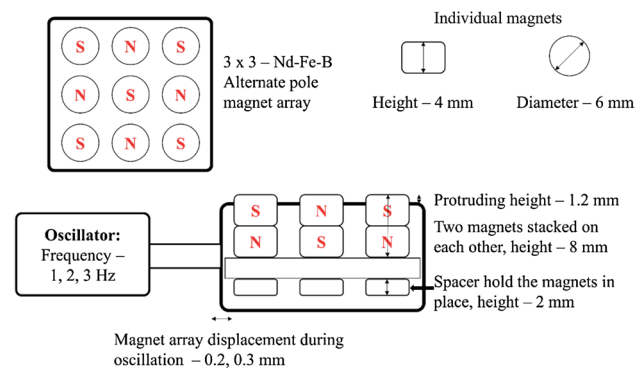 Individual magnets
S N S
N S N
S N S
3 x 3 – Nd-Fe-B
Alternate pole
magnet array
Height – 4 mm
Diameter – 6 mm
Oscillator:
Frequency –
1, 2, 3 Hz
S N S
N S N
Protruding height – 1.2 mm
Two magnets stacked on
each other, height – 8 mm
Spacer hold the magnets in
place, height – 2 mm
Magnet array displacement during
oscillation – 0.2, 0.3 mm